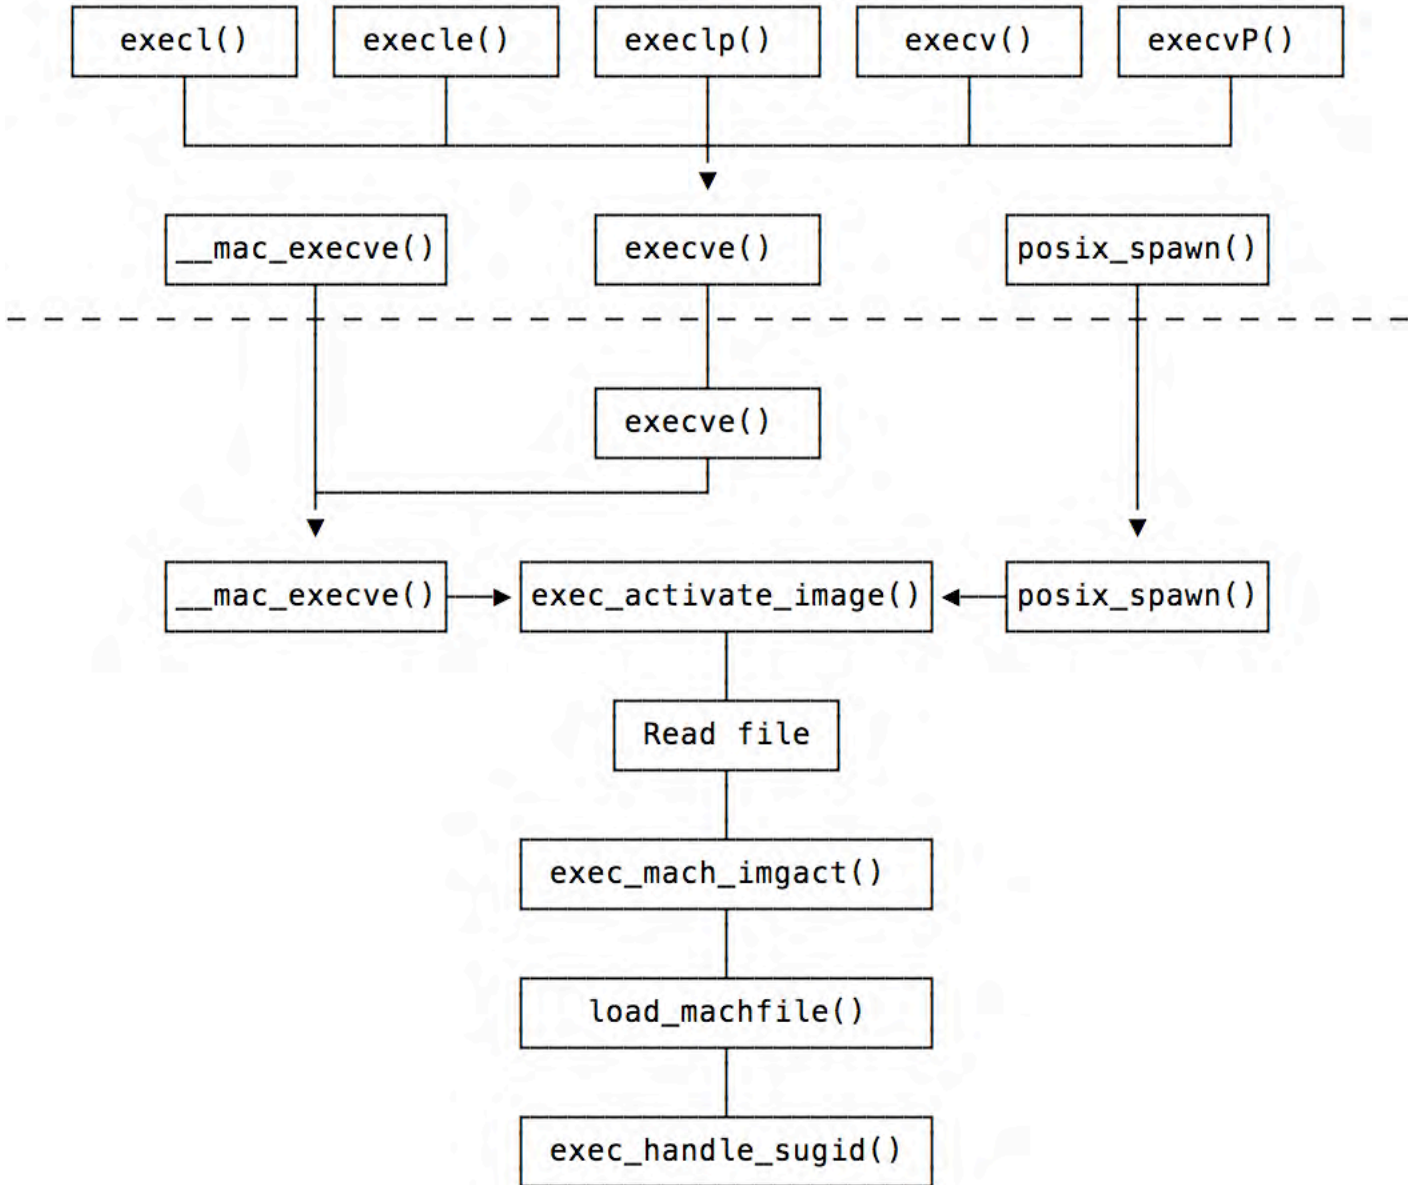 execl() execle() execlp() execv() execvP()
__mac_execve() execve() posix_spawn()
execve()
__mac_execve() exec_activate_image() posix_spawn()
Read file
exec_mach_imgact()
load_machfile()
exec_handle_sugid()